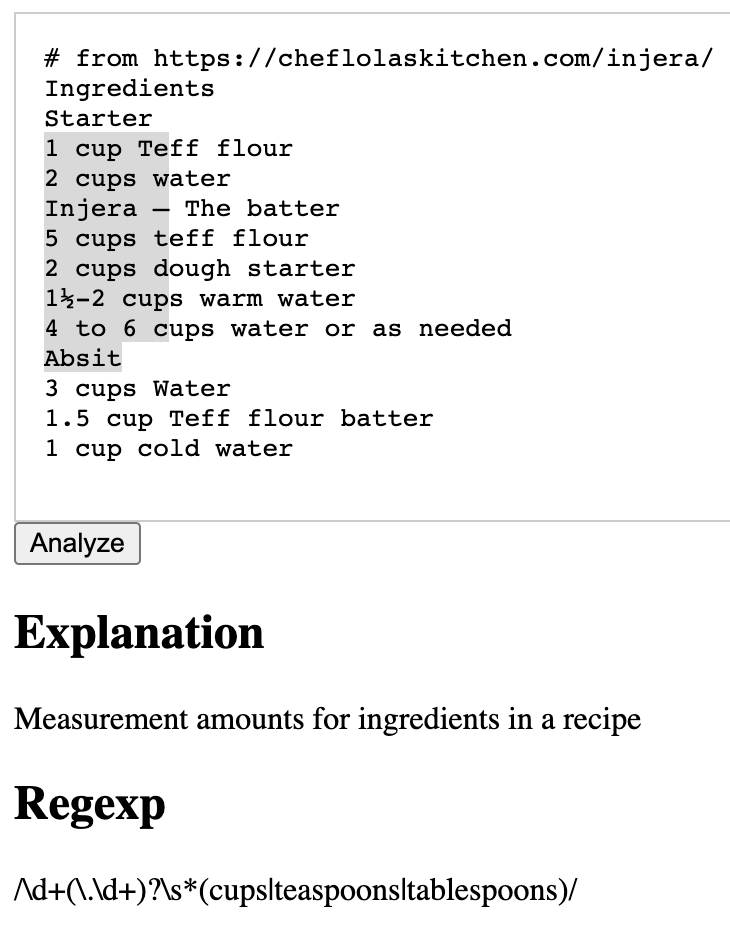 # from https://cheflolaskitchen.com/injera/
Ingredients
Starter
1 cup Teff flour
2 cups water
Injera – The batter
5 cups teff flour
2 cups dough starter
1½-2 cups warm water
4 to 6 cups water or as needed
Absit
3 cups Water
1.5 cup Teff flour batter
1 cup cold water
Analyze
Explanation
Measurement amounts for ingredients in a recipe
Regexp
/\d+(\.\d+)?\s*(cups|teaspoons|tablespoons)/